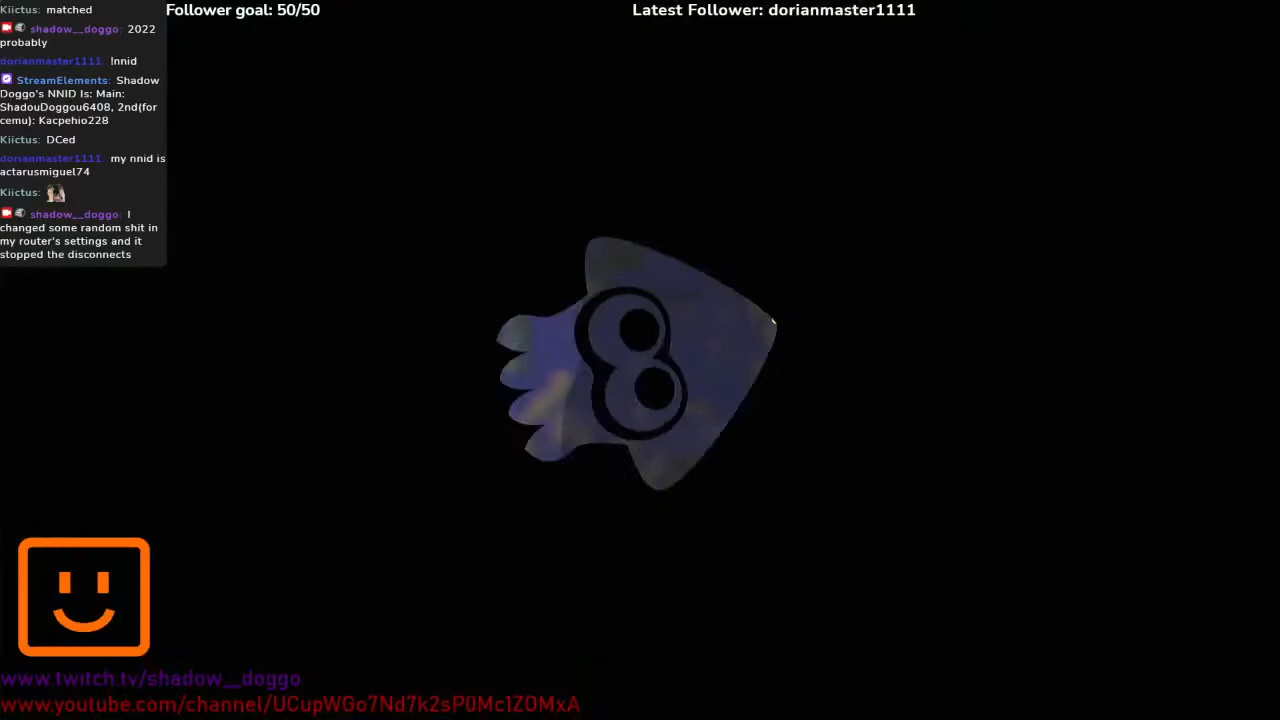 Kiictus: matched
Follower goal: 50/50
Latest Follower: dorianmaster1111
shadow__doggo: 2022
probably
dorianmaster1111: !nnid
StreamElements: Shadow
Doggo's NNID Is: Main:
ShadouDoggou6408, 2nd(for
cemu): Kacpehio228
Kiictus: DCed
dorianmaster1111: my nnid is
actarusmiguel74
Kiictus:
shadow__doggo: I
changed some random shit in
my router's settings and it
stopped the disconnects
www.twitch.tv/shadow__doggo
www.youtube.com/channel/UCupWGo7Nd7k2sP0Mc1Z0MxA